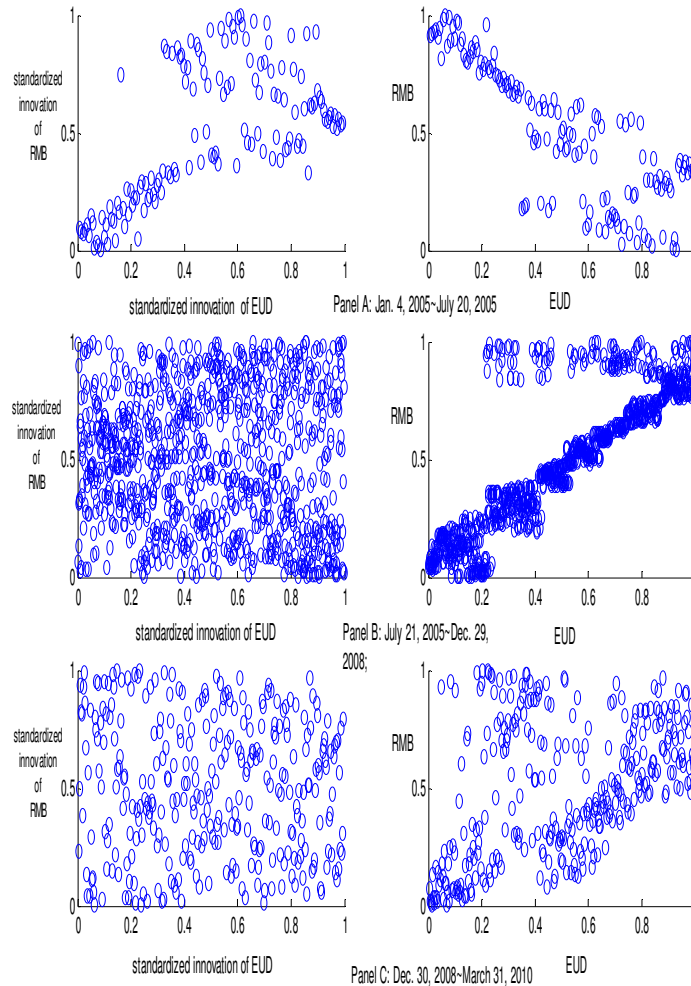 1
standardized
innovation
of
RMB
0.5
0
0 0.2 0.4 0.6 0.8 1
standardized innovation of EUD
1
RMB
0.5
0
0 0.2 0.4 0.6 0.8
EUD
Panel A: Jan. 4, 2005~July 20, 2005
1
standardized
innovation
of
RMB
0.5
0
0 0.2 0.4 0.6 0.8 1
standardized innovation of EUD
1
RMB
0.5
0
0 0.2 0.4 0.6 0.8
EUD
Panel B: July 21, 2005~Dec. 29,
2008;
1
standardized
innovation
of
RMB
0.5
0
0 0.2 0.4 0.6 0.8 1
standardized innovation of EUD
1
RMB
0.5
0
0 0.2 0.4 0.6 0.8
EUD
Panel C: Dec. 30, 2008~March 31, 2010